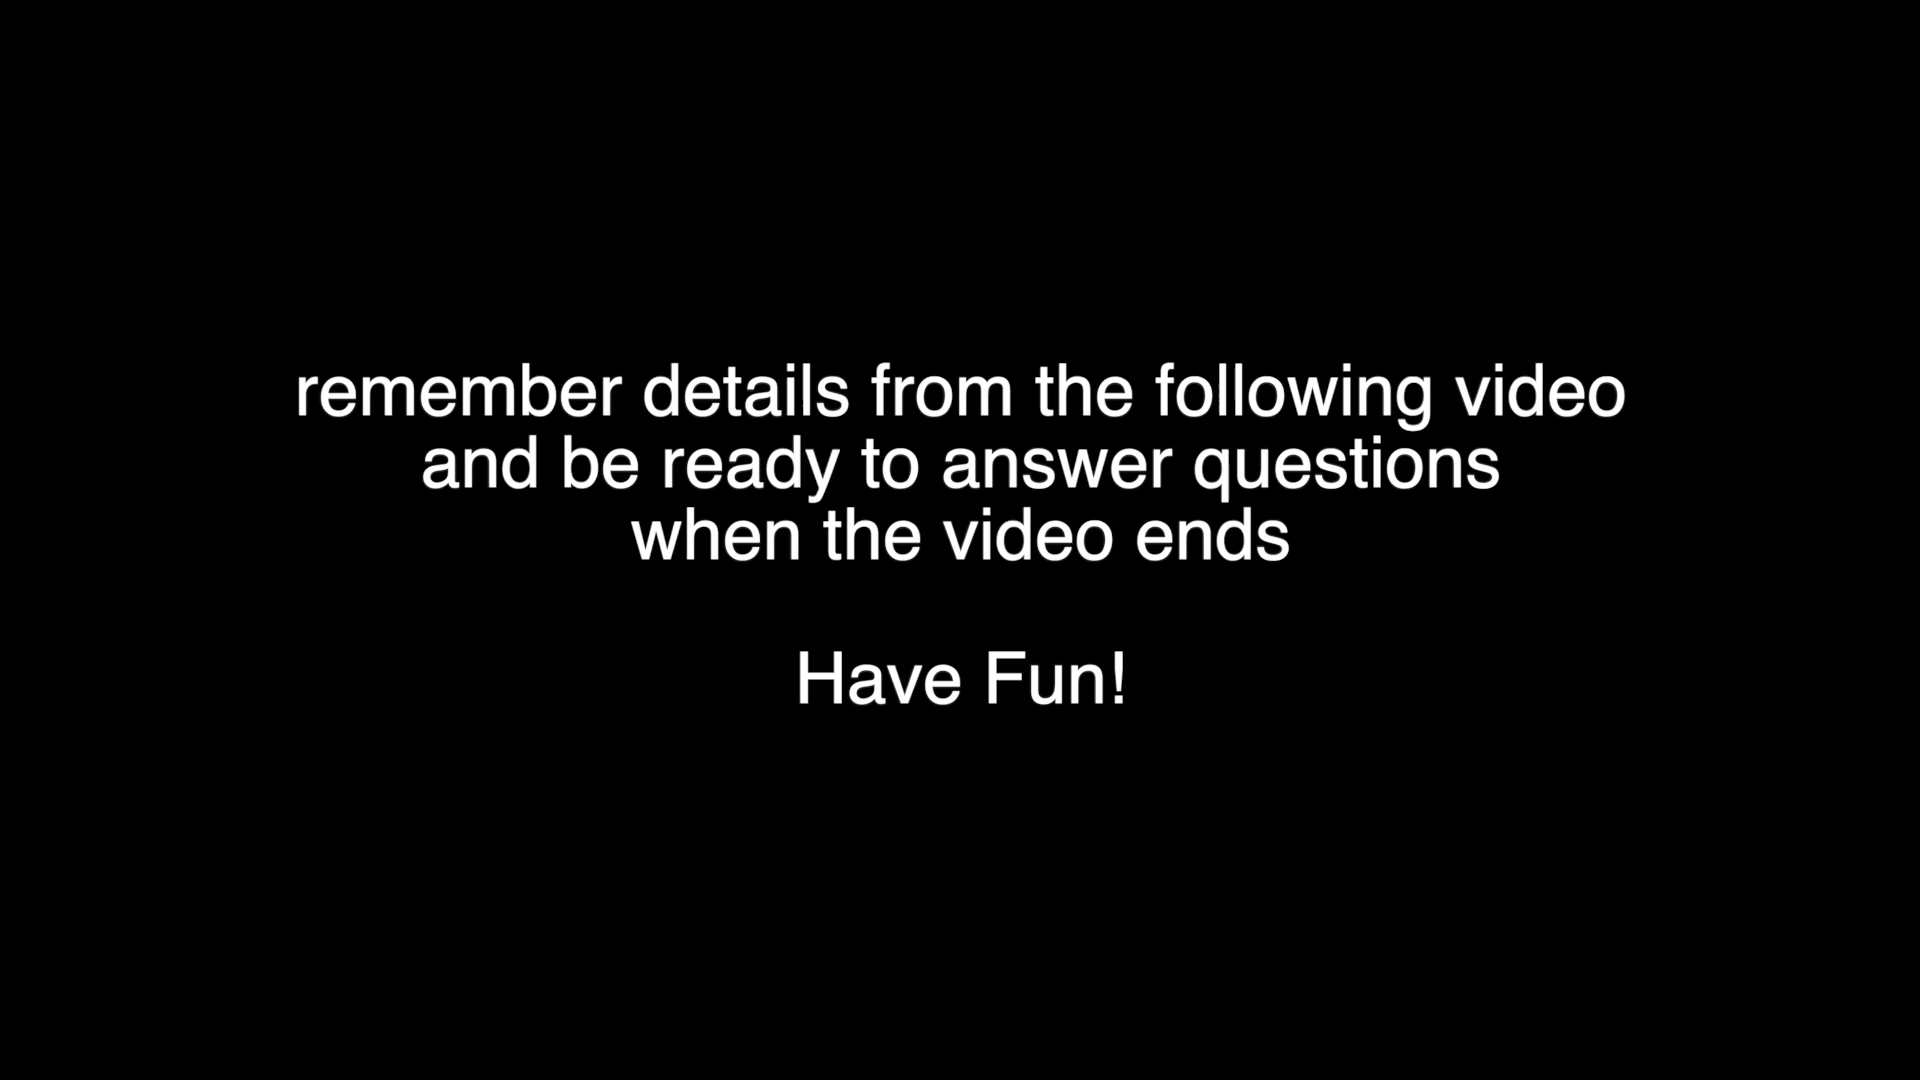 remember details from the following video
and be ready to answer questions
when the video ends
Have Fun!